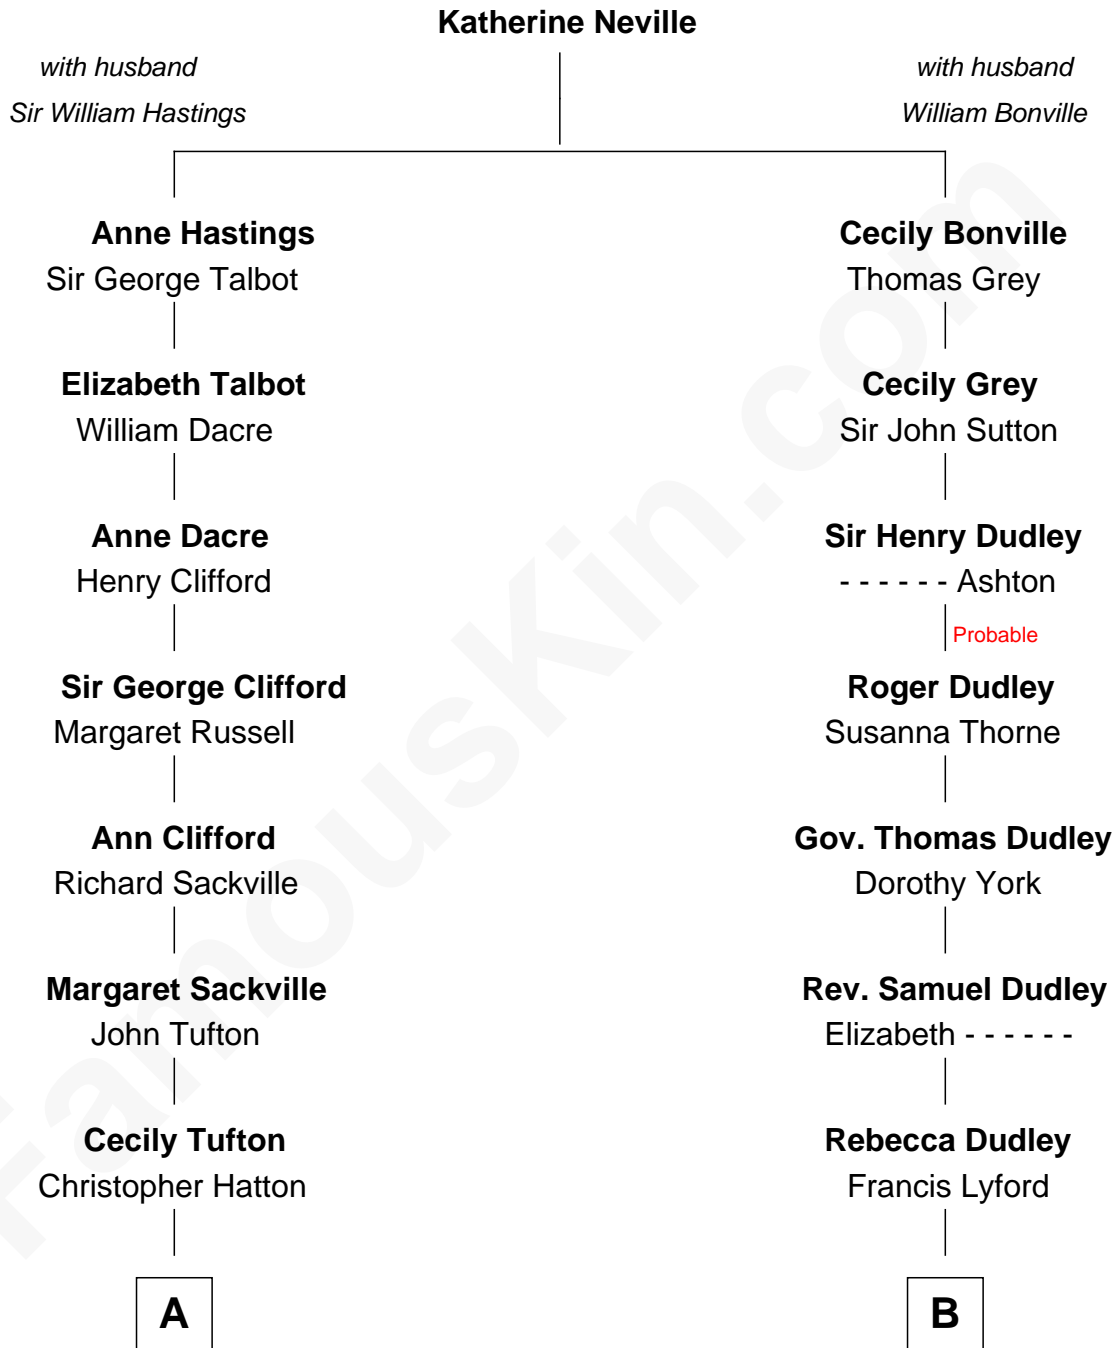 Katherine Neville
with husband
Sir William Hastings
with husband
William Bonville
Anne Hastings
Sir George Talbot
Elizabeth Talbot
William Dacre
Anne Dacre
Henry Clifford
Sir George Clifford
Margaret Russell
Ann Clifford
Richard Sackville
Margaret Sackville
John Tufton
Cecily Tufton
Christopher Hatton
A
Cecily Bonville
Thomas Grey
Cecily Grey
Sir John Sutton
Sir Henry Dudley
- - - - - - Ashton
Probable
Roger Dudley
Susanna Thorne
Gov. Thomas Dudley
Dorothy York
Rev. Samuel Dudley
Elizabeth - - - - - -
Rebecca Dudley
Francis Lyford
B
FamousKin.com